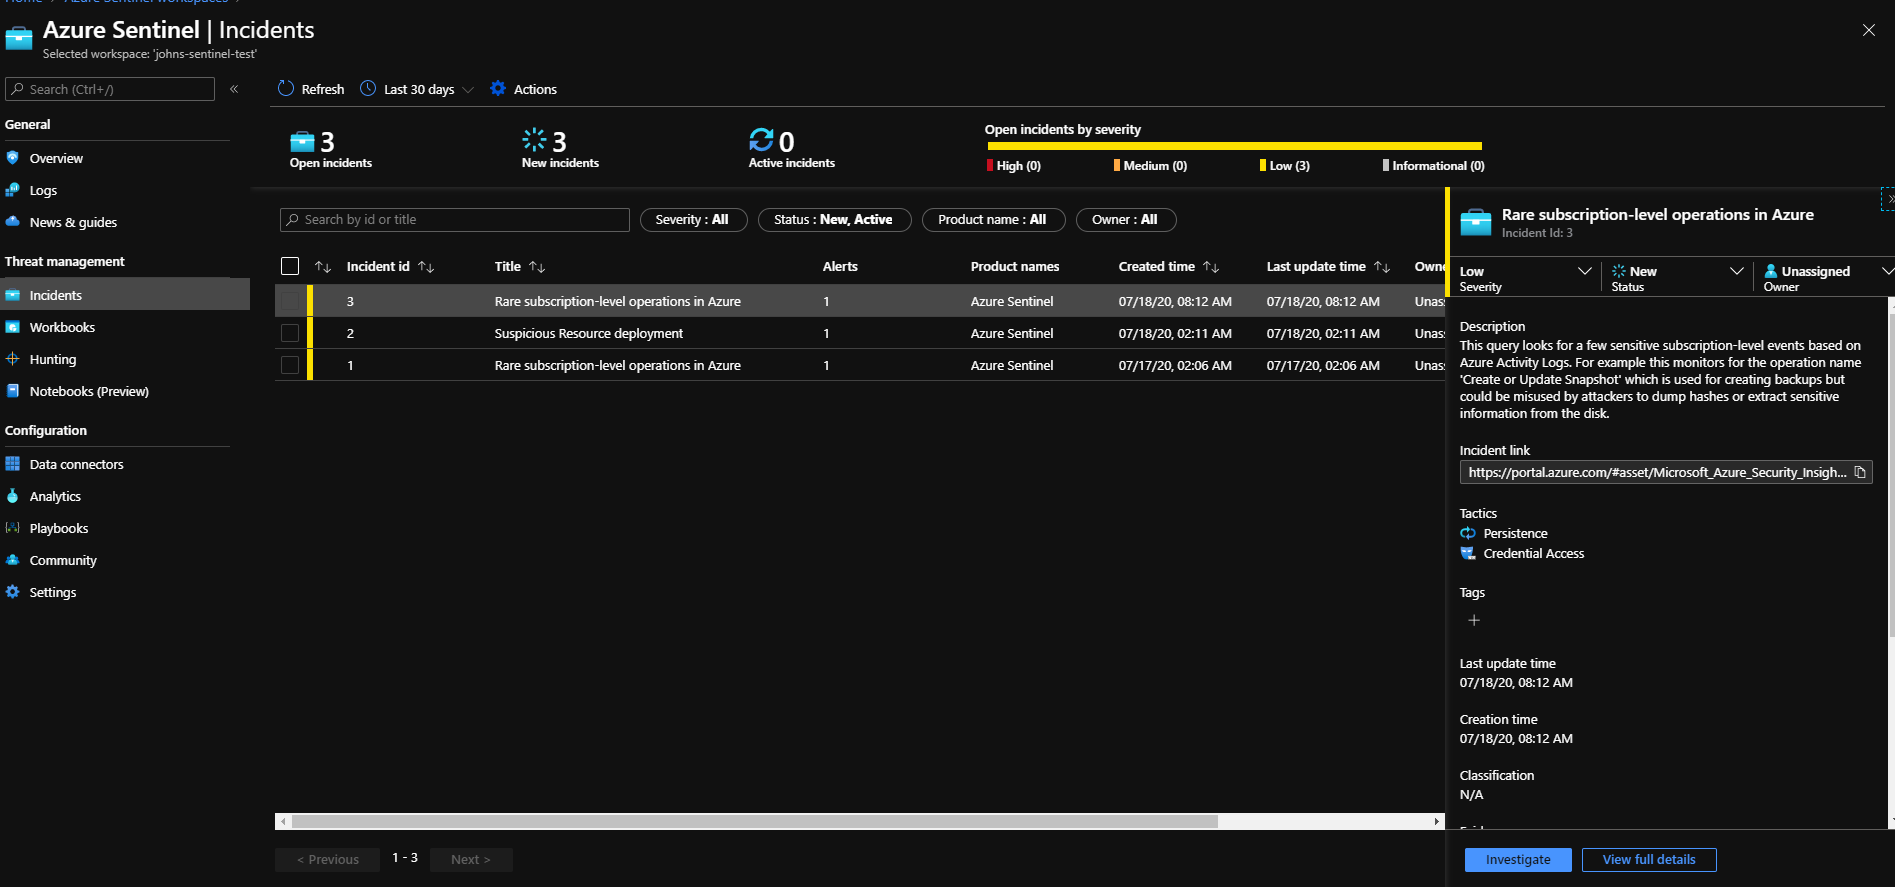 Home > Azure Sentinel workspaces >
Azure Sentinel | Incidents
Selected workspace: 'johns-sentinel-test'
Search (Ctrl+/)
«
General
Overview
Logs
News & guides
Threat management
Incidents
Workbooks
Hunting
Notebooks (Preview)
Configuration
Data connectors
Analytics
Playbooks
Community
Settings
Refresh Last 30 days Actions
3
Open incidents
3
New incidents
0
Active incidents
Open incidents by severity
High (0) Medium (0) Low (3) Informational (0)
Search by id or title Severity : All Status : New, Active Product name : All Owner : All
Incident id Title Alerts Product names Created time Last update time Owne
3 Rare subscription-level operations in Azure 1 Azure Sentinel 07/18/20, 08:12 AM 07/18/20, 08:12 AM Unas
2 Suspicious Resource deployment 1 Azure Sentinel 07/18/20, 02:11 AM 07/18/20, 02:11 AM Unas
1 Rare subscription-level operations in Azure 1 Azure Sentinel 07/17/20, 02:06 AM 07/17/20, 02:06 AM Unas
< Previous 1 - 3 Next >
Rare subscription-level operations in Azure
Incident Id: 3
Low
Severity
New
Status
Unassigned
Owner
Description
This query looks for a few sensitive subscription-level events based on
Azure Activity Logs. For example this monitors for the operation name
'Create or Update Snapshot' which is used for creating backups but
could be misused by attackers to dump hashes or extract sensitive
information from the disk.
Incident link
https://portal.azure.com/#asset/Microsoft_Azure_Security_Insigh...
Tactics
Persistence
Credential Access
Tags
+
Last update time
07/18/20, 08:12 AM
Creation time
07/18/20, 08:12 AM
Classification
N/A
Investigate View full details